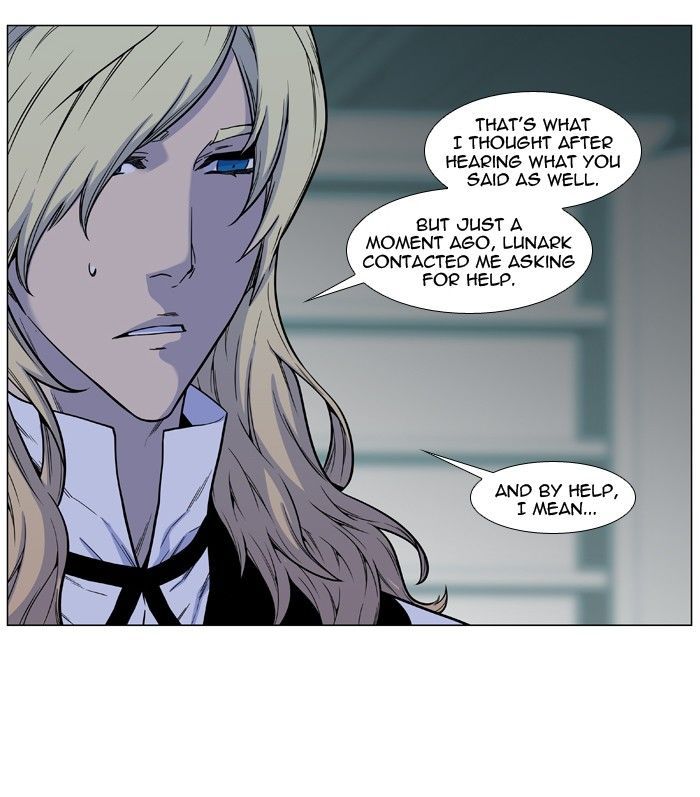 THAT'S WHAT
I THOUGHT AFTER
HEARING WHAT YOU
SAID AS WELL.
BUT JUST A
MOMENT AGO, LUNARK
CONTACTED ME ASKING
FOR HELP.
AND BY HELP,
I MEAN...